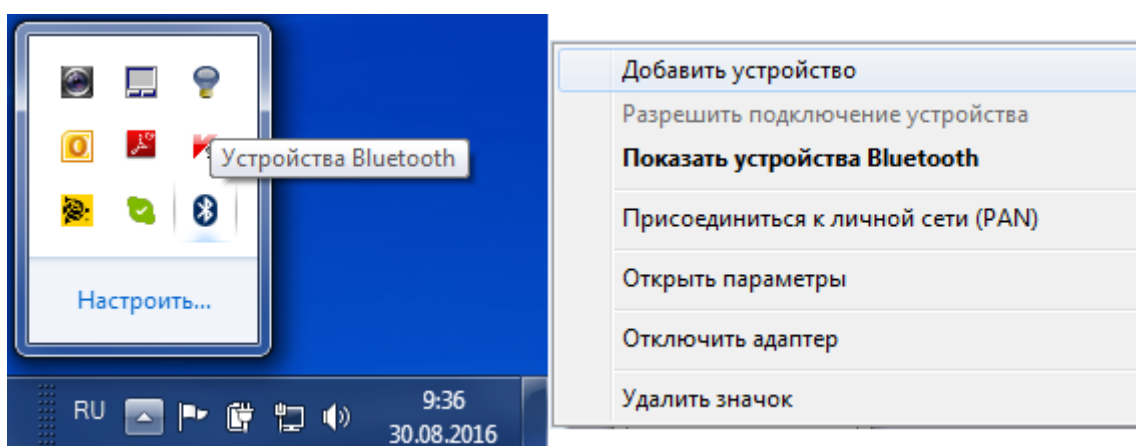 Устройства Bluetooth
Настроить...
RU
9:36
30.08.2016
Добавить устройство
Разрешить подключение устройства
Показать устройства Bluetooth
Присоединиться к личной сети (PAN)
Открыть параметры
Отключить адаптер
Удалить значок